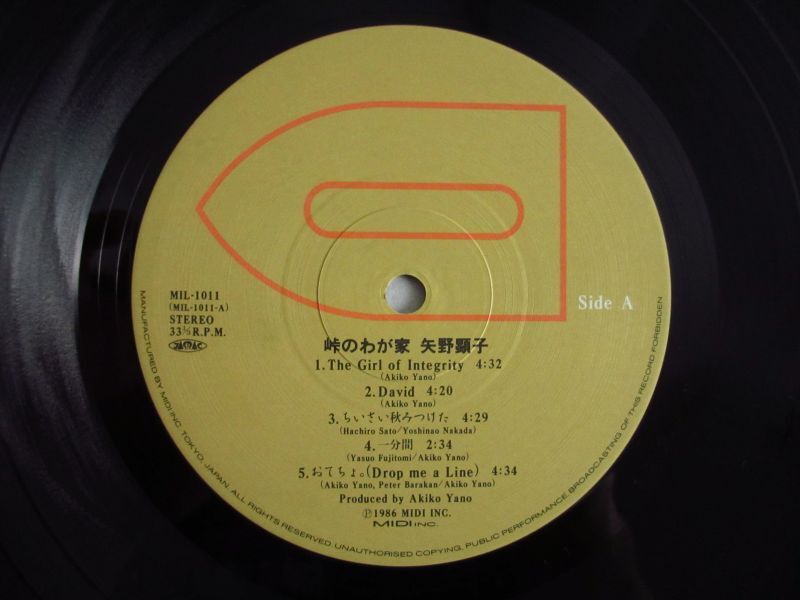 Side A
MIL-1011
(MIL-1011-A)
STEREO
33⅓ R.P.M.
JASRAC
峠のわが家 矢野顕子
1. The Girl of Integrity 4:32
(Akiko Yano)
2. David 4:20
(Akiko Yano)
3. ちいさい秋みつけた 4:29
(Hachiro Sato/Yoshinao Nakada)
4. 一分間 2:34
(Yasuo Fujitomi/Akiko Yano)
5. おてちょ。(Drop me a Line) 4:34
(Akiko Yano, Peter Barakan/Akiko Yano)
Produced by Akiko Yano
Ⓟ1986 MIDI INC.
MIDI INC.
MANUFACTURED BY MIDI INC. TOKYO, JAPAN. ALL RIGHTS RESERVED. UNAUTHORISED COPYING, PUBLIC PERFORMANCE, BROADCASTING OF THIS RECORD FORBIDDEN